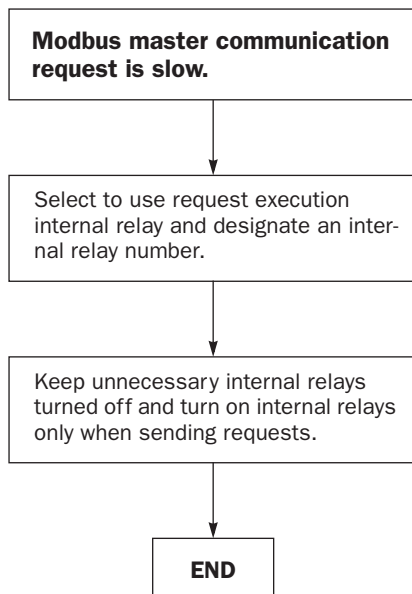 Modbus master communication
request is slow.
Select to use request execution
internal relay and designate an inter-
nal relay number.
Keep unnecessary internal relays
turned off and turn on internal relays
only when sending requests.
END